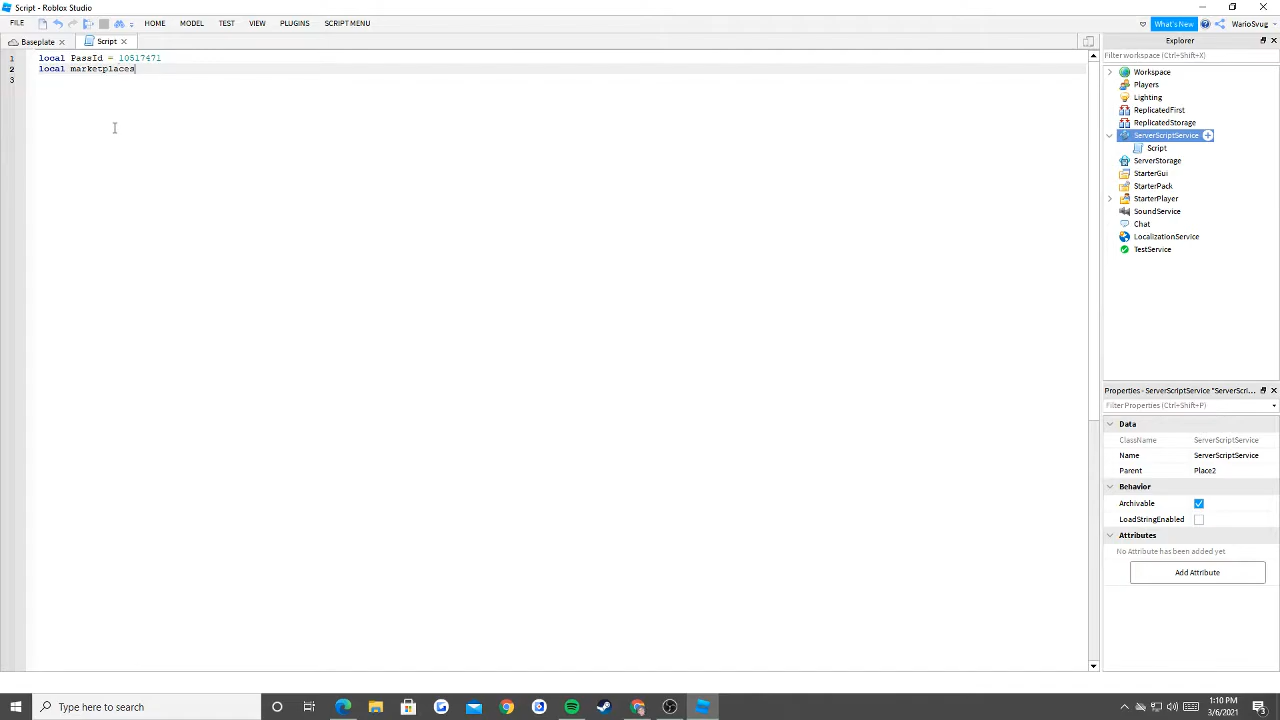 Script - Roblox Studio
FILE HOME MODEL TEST VIEW PLUGINS SCRIPT MENU What's New WarioSvug
Baseplate Script
1 local PassId = 10517471
2 local marketplaces
3
Explorer
Filter workspace (Ctrl+Shift+X)
Workspace
Players
Lighting
ReplicatedFirst
ReplicatedStorage
ServerScriptService
Script
ServerStorage
StarterGui
StarterPack
StarterPlayer
SoundService
Chat
LocalizationService
TestService
Properties - ServerScriptService "ServerScri...
Filter Properties (Ctrl+Shift+P)
Data
ClassName ServerScriptService
Name ServerScriptService
Parent Place2
Behavior
Archivable
LoadStringEnabled
Attributes
No Attribute has been added yet
Add Attribute
Type here to search
1:10 PM
3/6/2021